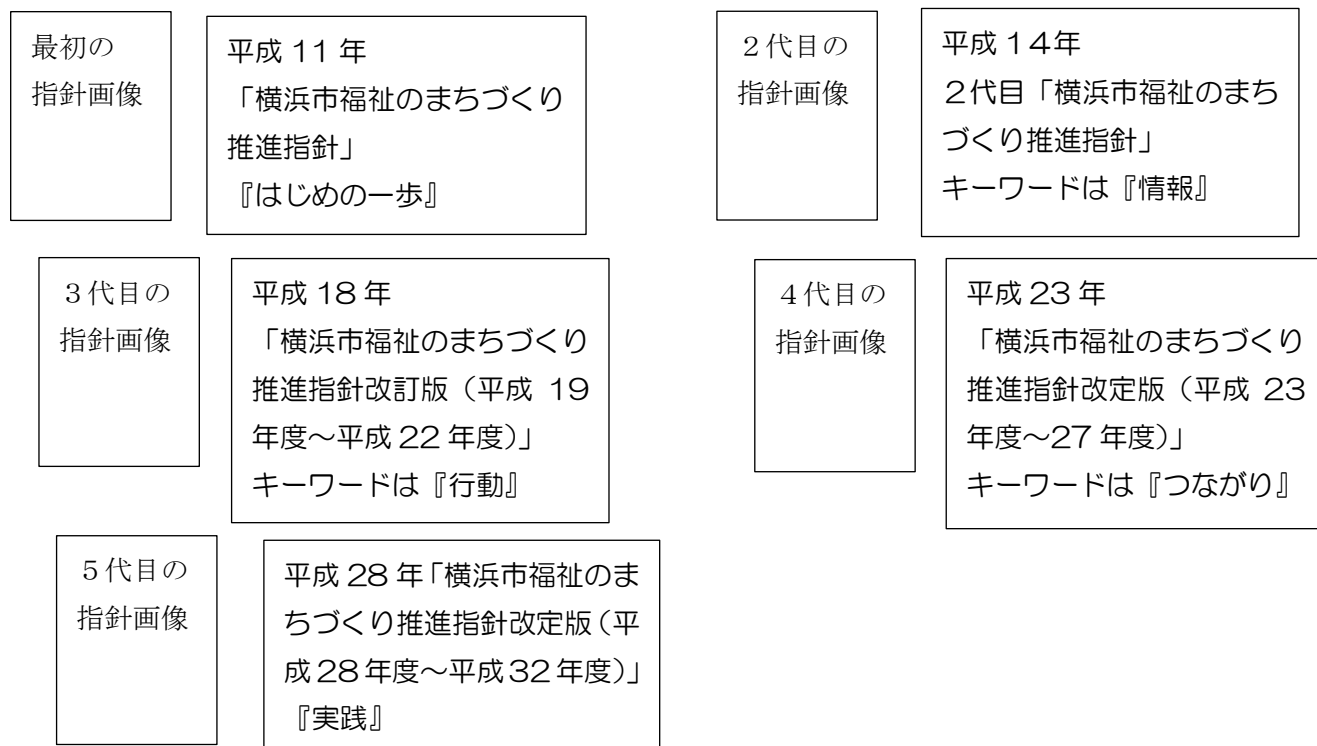 最初の
指針画像
平成 11 年
「横浜市福祉のまちづくり
推進指針」
『はじめの一歩』
２代目の
指針画像
平成１４年
２代目「横浜市福祉のまち
づくり推進指針」
キーワードは『情報』
３代目の
指針画像
平成 18 年
「横浜市福祉のまちづくり
推進指針改訂版（平成 19
年度～平成 22 年度）」
キーワードは『行動』
４代目の
指針画像
平成 23 年
「横浜市福祉のまちづくり
推進指針改定版（平成 23
年度～27 年度）」
キーワードは『つながり』
５代目の
指針画像
平成 28 年「横浜市福祉のま
ちづくり推進指針改定版（平
成 28 年度～平成 32 年度）」
『実践』